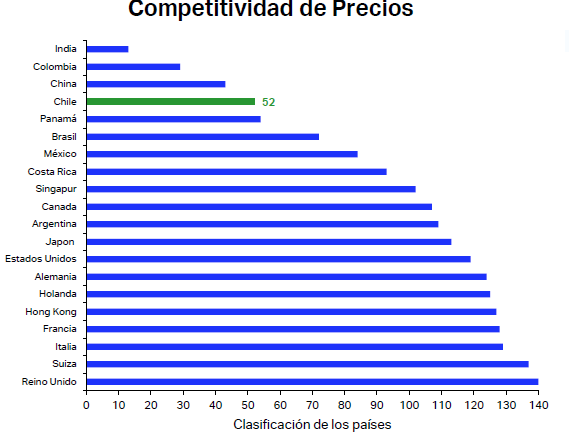 Competitividad de Precios
India
Colombia
China
Chile 52
Panamá
Brasil
México
Costa Rica
Singapur
Canada
Argentina
Japon
Estados Unidos
Alemania
Holanda
Hong Kong
Francia
Italia
Suiza
Reino Unido
0 10 20 30 40 50 60 70 80 90 100 110 120 130 140
Clasificación de los países